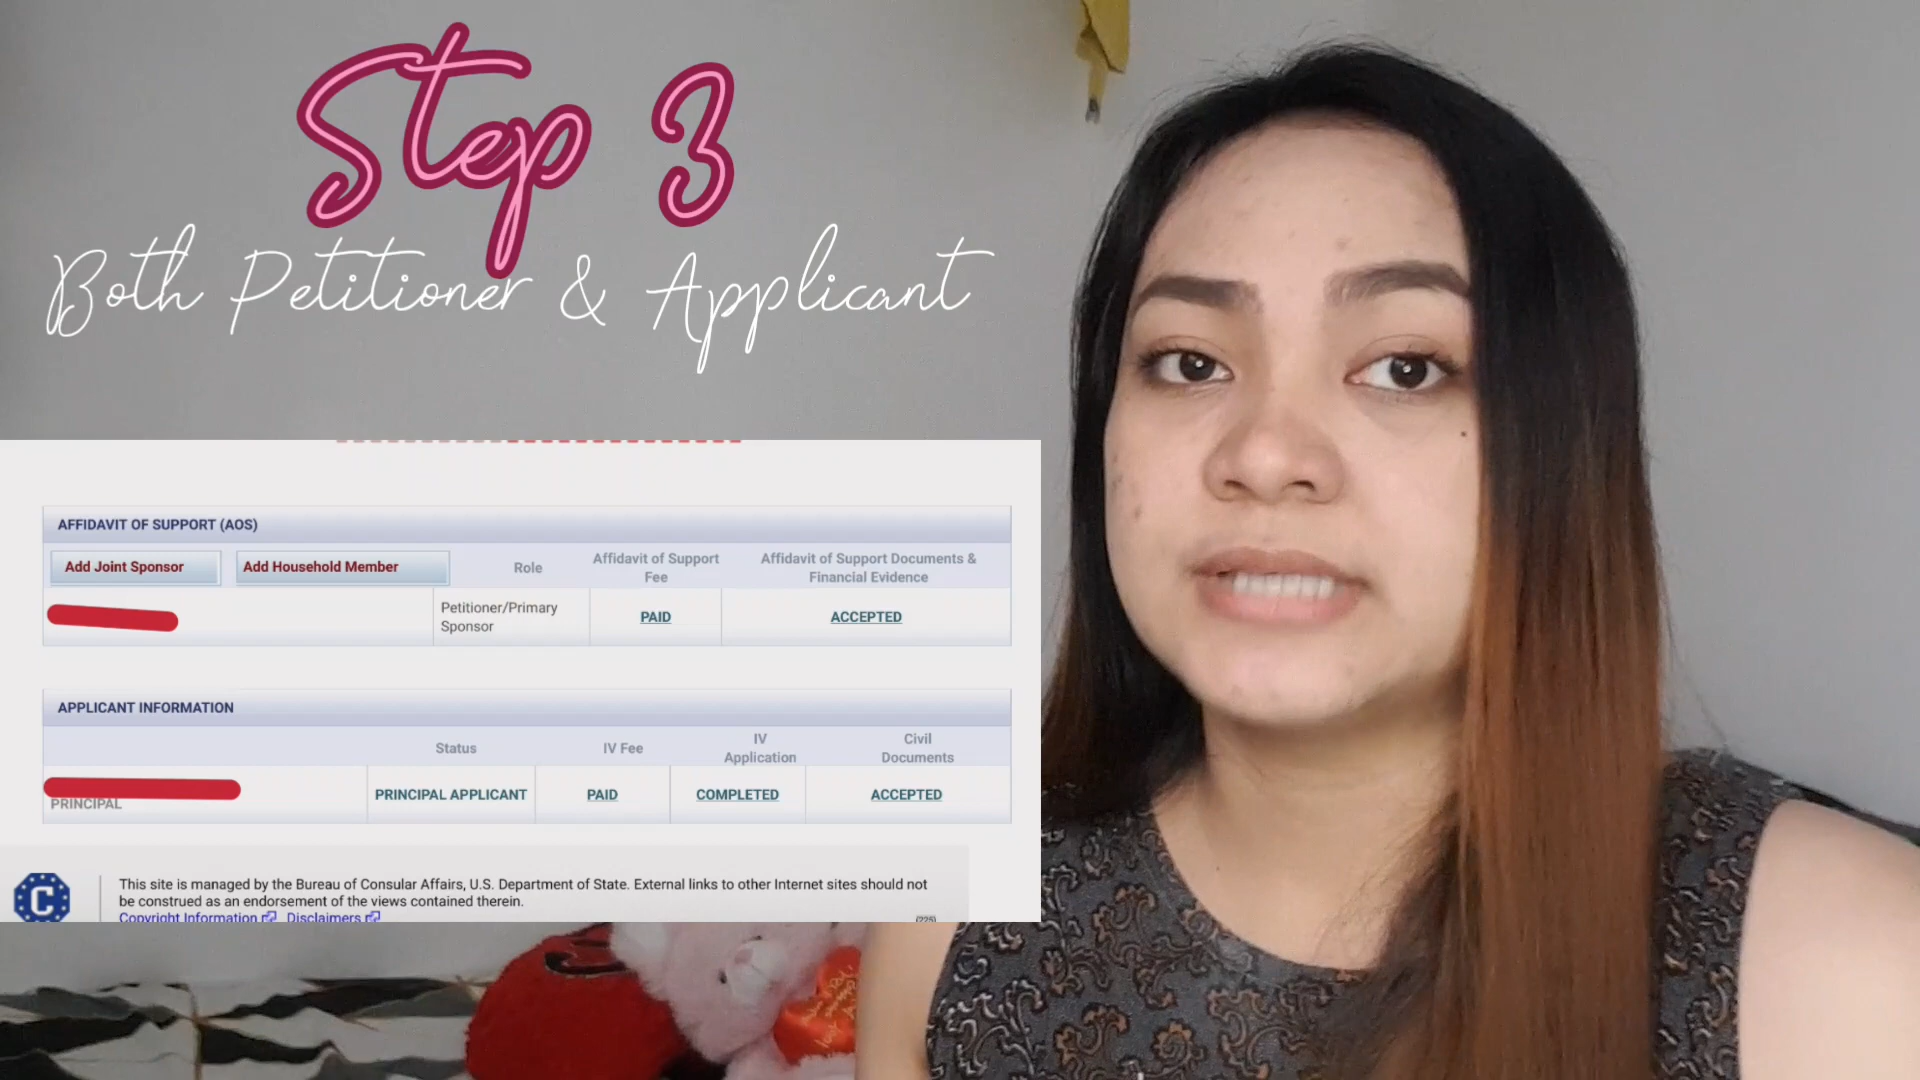 Step 3
Both Petitioner & Applicant
AFFIDAVIT OF SUPPORT (AOS)
Add Joint Sponsor
Add Household Member
Role
Affidavit of Support
Fee
Affidavit of Support Documents &
Financial Evidence
Petitioner/Primary
Sponsor
PAID
ACCEPTED
APPLICANT INFORMATION
Status
IV Fee
IV
Application
Civil
Documents
PRINCIPAL
PRINCIPAL APPLICANT
PAID
COMPLETED
ACCEPTED
C
This site is managed by the Bureau of Consular Affairs, U.S. Department of State. External links to other Internet sites should not
be construed as an endorsement of the views contained therein.
Copyright Information Disclaimers
(225)